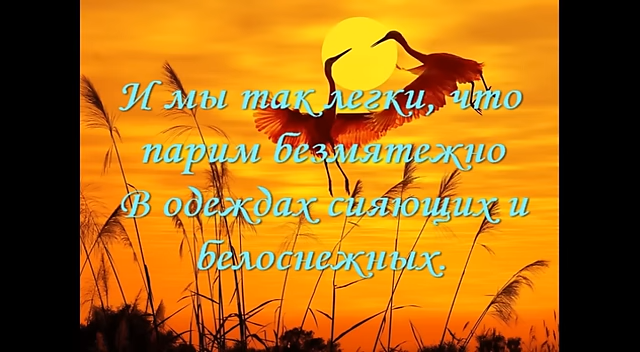 И мы так легки, что
парим безмятежно
В одеждах сияющих и
белоснежных.